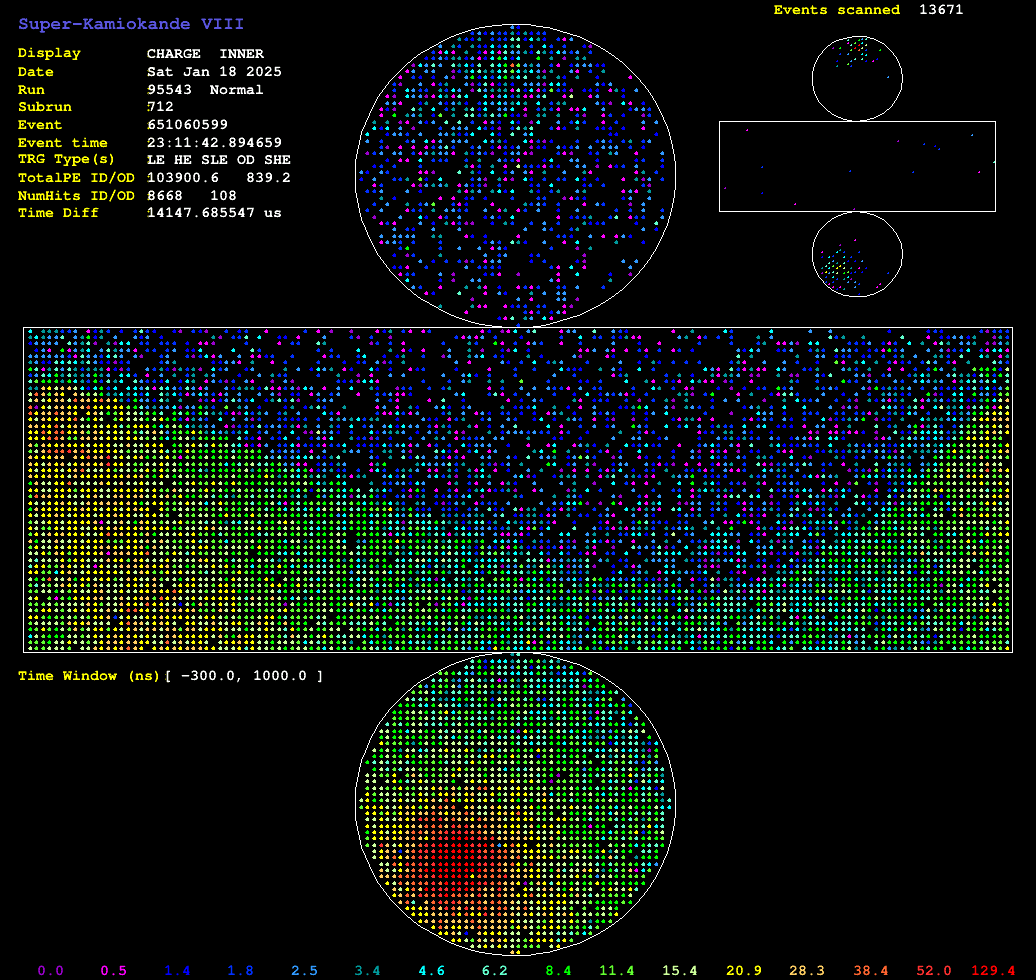 Super-Kamiokande VIII
Events scanned 13671
Display CHARGE INNER
Date Sat Jan 18 2025
Run 95543 Normal
Subrun 712
Event 651060599
Event time 23:11:42.894659
TRG Type(s) LE HE SLE OD SHE
TotalPE ID/OD 103900.6 839.2
NumHits ID/OD 8668 108
Time Diff 14147.685547 us
Time Window (ns)[ -300.0, 1000.0 ]
0.0 0.5 1.4 1.8 2.5 3.4 4.6 6.2 8.4 11.4 15.4 20.9 28.3 38.4 52.0 129.4